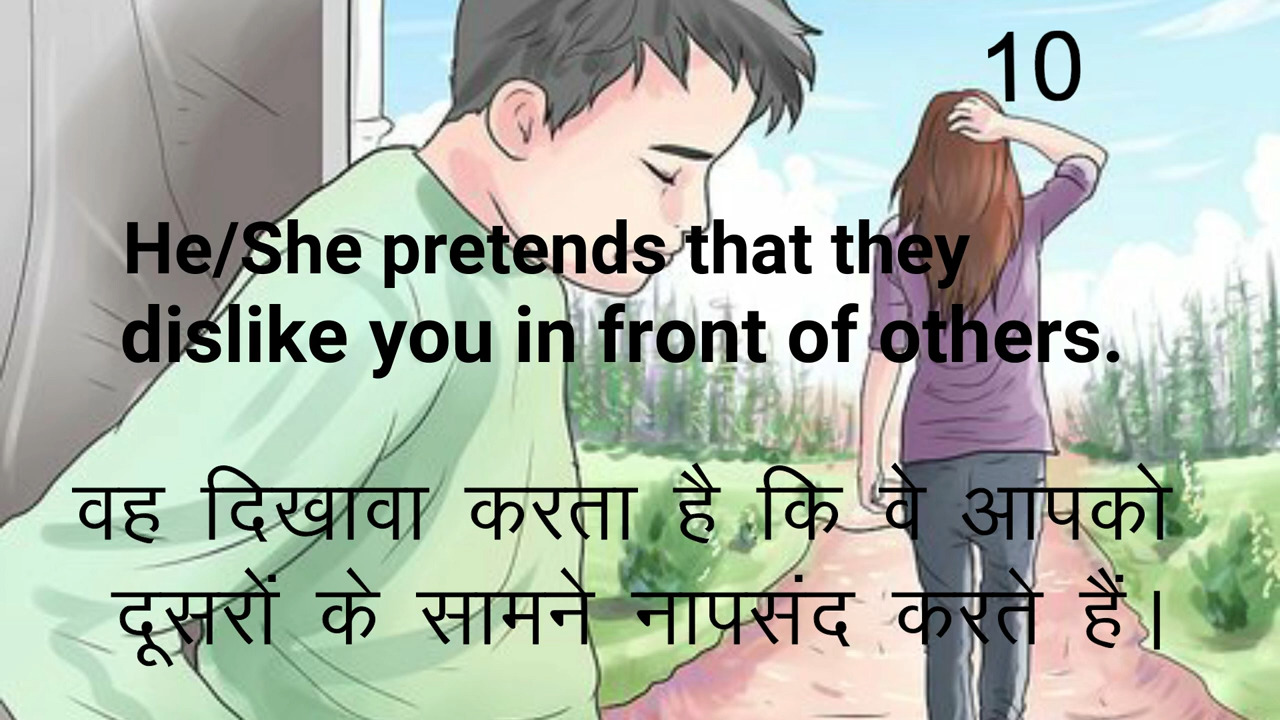 10
He/She pretends that they
dislike you in front of others.
वह दिखावा करता है कि वे आपको
दूसरों के सामने नापसंद करते हैं।